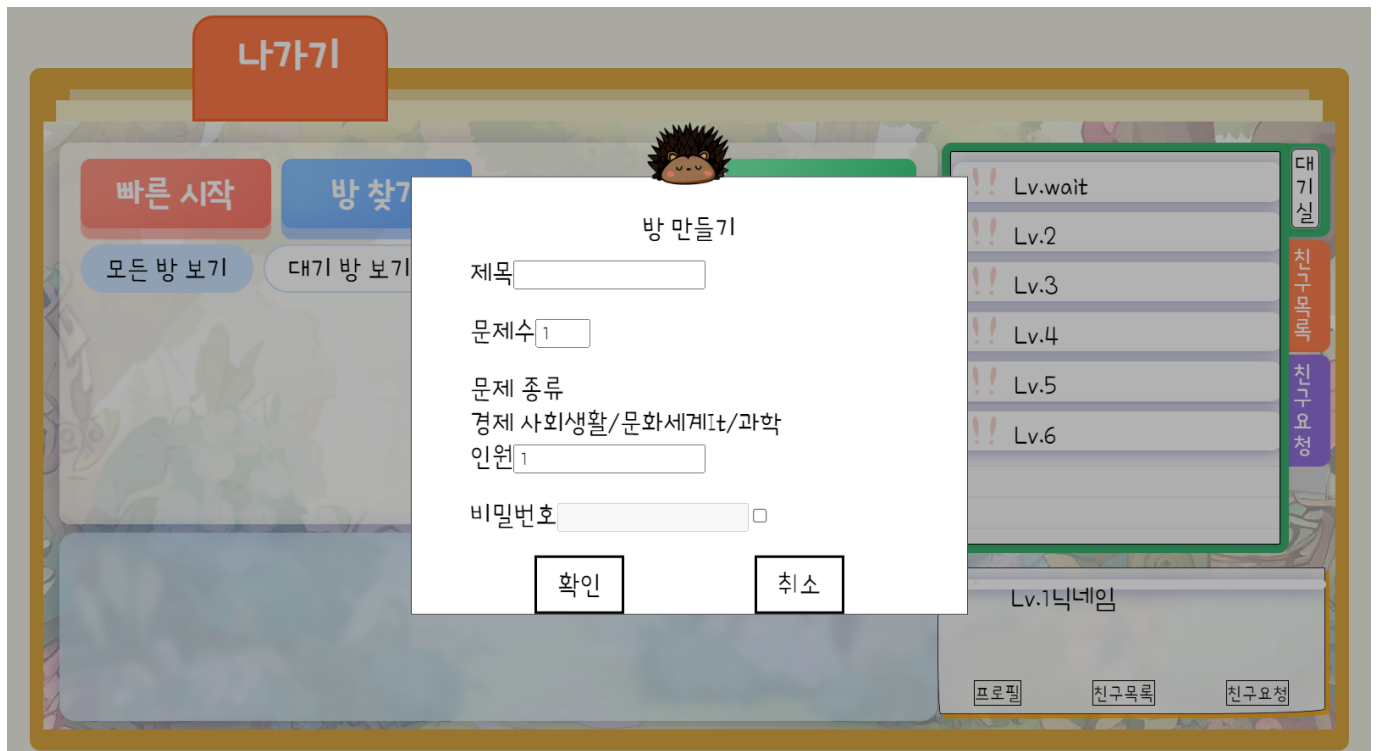 나가기
빠른 시작
방 찾기
모든 방 보기
대기 방 보기
방 만들기
제목
문제수 1
문제 종류
경제 사회생활/문화세계It/과학
인원 1
비밀번호
확인
취소
!! Lv.wait
!! Lv.2
!! Lv.3
!! Lv.4
!! Lv.5
!! Lv.6
대기실
친구목록
친구요청
Lv.1닉네임
프로필
친구목록
친구요청